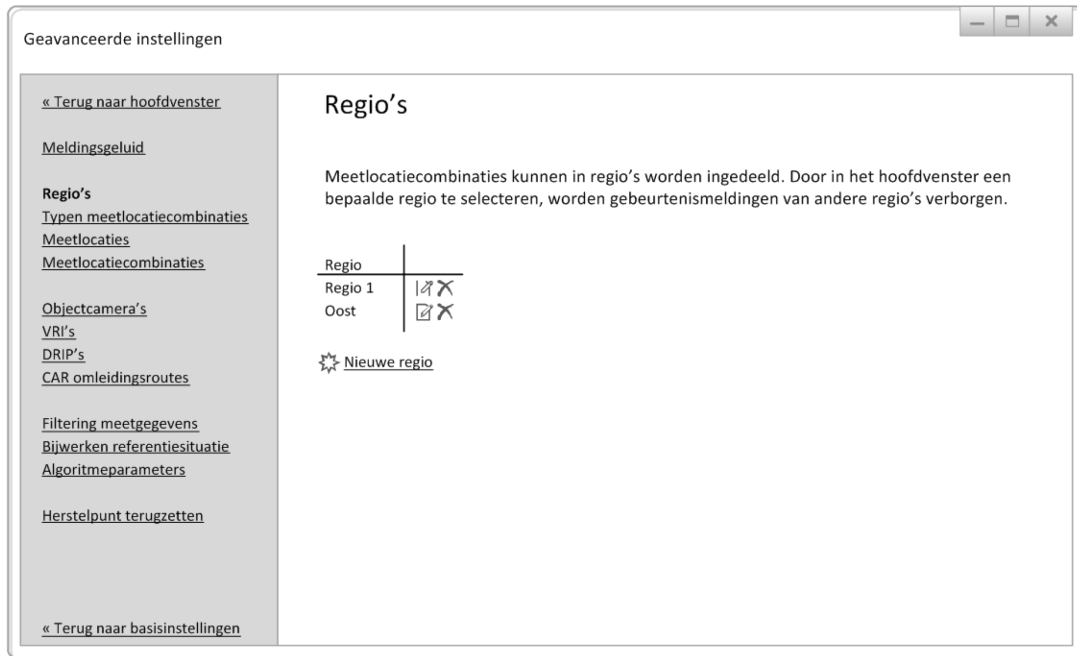 Geavanceerde instellingen
« Terug naar hoofdvenster
Meldingsgeluid
Regio’s
Typen meetlocatiecombinaties
Meetlocaties
Meetlocatiecombinaties
Objectcamera’s
VRI’s
DRIP’s
CAR omleidingsroutes
Filtering meetgegevens
Bijwerken referentiesituatie
Algoritmeparameters
Herstelpunt terugzetten
« Terug naar basisinstellingen
Regio’s
Meetlocatiecombinaties kunnen in regio’s worden ingedeeld. Door in het hoofdvenster een
bepaalde regio te selecteren, worden gebeurtenismeldingen van andere regio’s verborgen.
Regio
Regio 1
Oost
Nieuwe regio